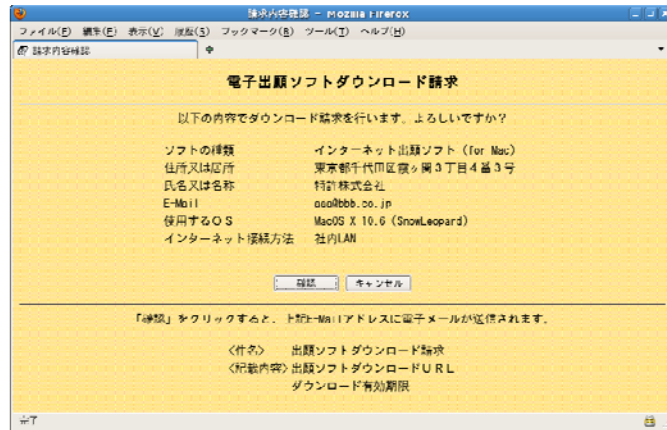 請求内容確認 - Mozilla Firefox
ファイル(F) 編集(E) 表示(V) 履歴(S) ブックマーク(B) ツール(T) ヘルプ(H)
請求内容確認
電子出願ソフトダウンロード請求
以下の内容でダウンロード請求を行います。よろしいですか？
ソフトの種類 インターネット出願ソフト (for Mac)
住所又は居所 東京都千代田区霞ヶ関３丁目４番３号
氏名又は名称 特許株式会社
E-Mail aaa@bbb.co.jp
使用するＯＳ MacOS X 10.6 (SnowLeopard)
インターネット接続方法 社内LAN
確認 キャンセル
「確認」をクリックすると、上記E-Mailアドレスに電子メールが送信されます。
〈件名〉 出願ソフトダウンロード請求
〈記載内容〉出願ソフトダウンロードＵＲＬ
ダウンロード有効期限
完了